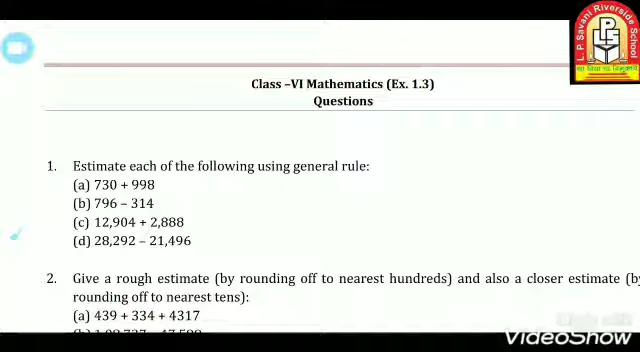 L. P. Savani Riverside School
LPS
Class –VI Mathematics (Ex. 1.3)
Questions
1. Estimate each of the following using general rule:
(a) 730 + 998
(b) 796 – 314
(c) 12,904 + 2,888
(d) 28,292 – 21,496
2. Give a rough estimate (by rounding off to nearest hundreds) and also a closer estimate (by
rounding off to nearest tens):
(a) 439 + 334 + 4317
VideoShow